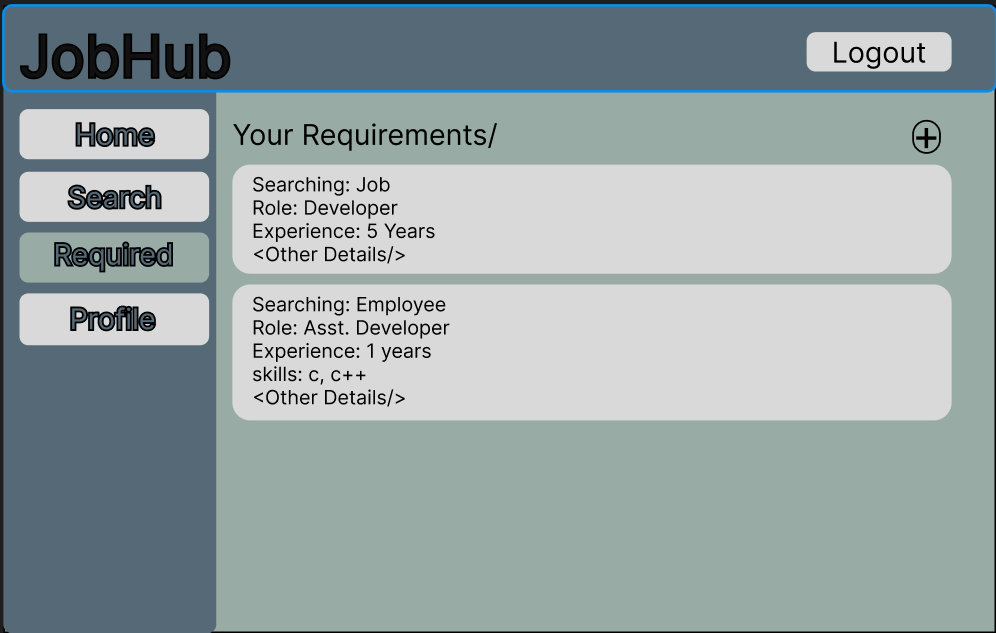 JobHub
Logout
Home
Search
Required
Profile
Your Requirements/
Searching: Job
Role: Developer
Experience: 5 Years
<Other Details/>
Searching: Employee
Role: Asst. Developer
Experience: 1 years
skills: c, c++
<Other Details/>